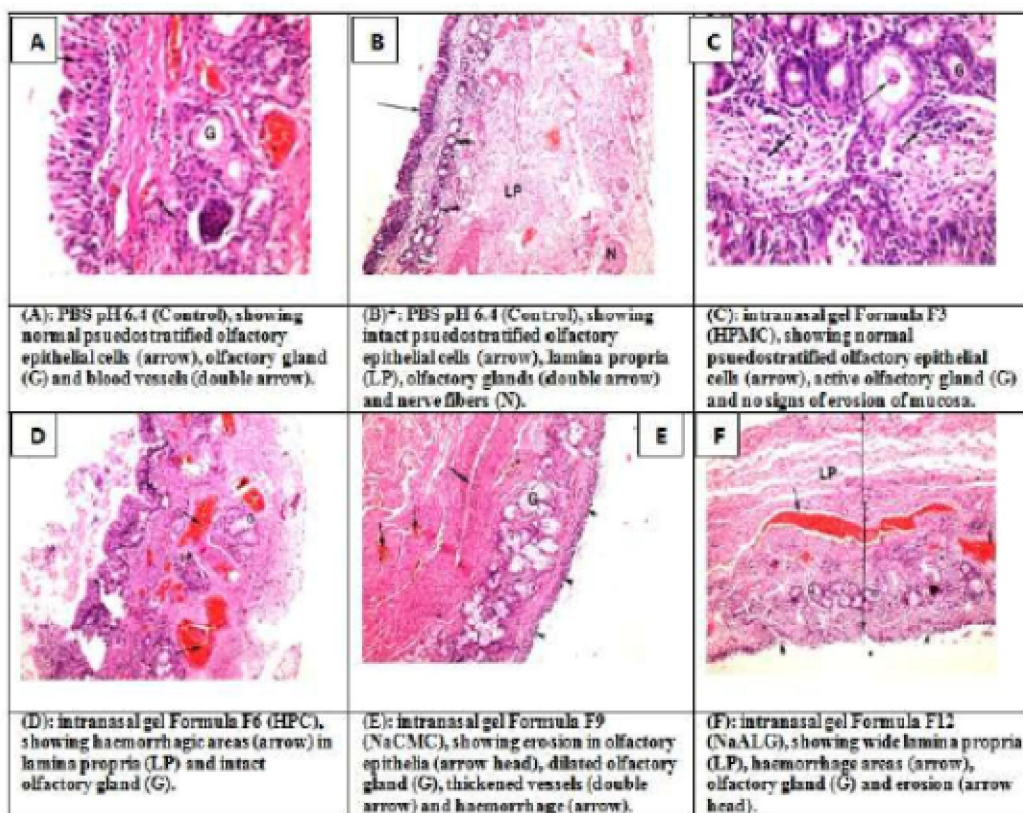 A
B
C
G
G
LP
N
(A): PBS pH 6.4 (Control), showing
normal psuedostratified olfactory
epithelial cells (arrow), olfactory gland
(G) and blood vessels (double arrow).
(B): PBS pH 6.4 (Control), showing
intact psuedostratified olfactory
epithelial cells (arrow), lamina propria
(LP), olfactory glands (double arrow)
and nerve fibers (N).
(C): intranasal gel Formula F3
(HPMC), showing normal
psuedostratified olfactory epithelial
cells (arrow), active olfactory gland (G)
and no signs of erosion of mucosa.
D
E
F
G
G
LP
(D): intranasal gel Formula F6 (HPC),
showing haemorrhagic areas (arrow) in
lamina propria (LP) and intact
olfactory gland (G).
(E): intranasal gel Formula F9
(NaCMC), showing erosion in olfactory
epithelia (arrow head), dilated olfactory
gland (G), thickened vessels (double
arrow) and haemorrhage (arrow).
(F): intranasal gel Formula F12
(NaALG), showing wide lamina propria
(LP), haemorrhage areas (arrow),
olfactory gland (G) and erosion (arrow
head).